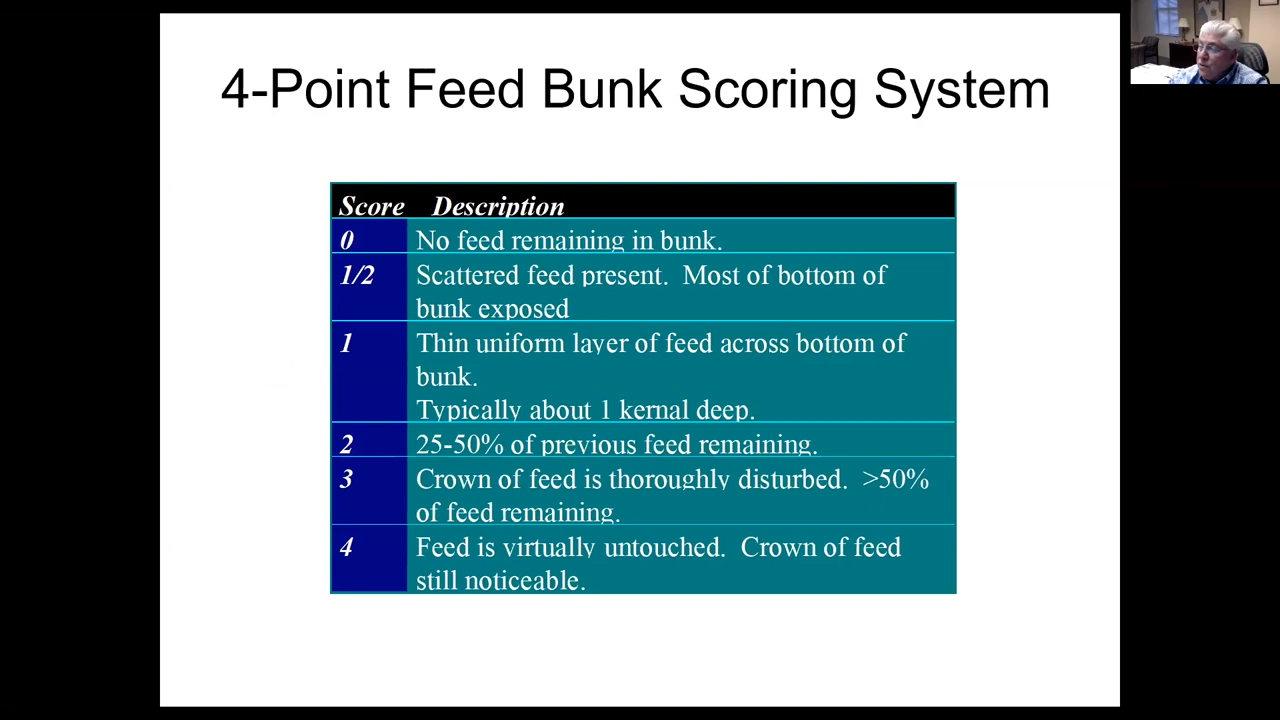 4-Point Feed Bunk Scoring System
Score Description
0 No feed remaining in bunk.
1/2 Scattered feed present. Most of bottom of
bunk exposed
1 Thin uniform layer of feed across bottom of
bunk.
Typically about 1 kernal deep.
2 25-50% of previous feed remaining.
3 Crown of feed is thoroughly disturbed. >50%
of feed remaining.
4 Feed is virtually untouched. Crown of feed
still noticeable.